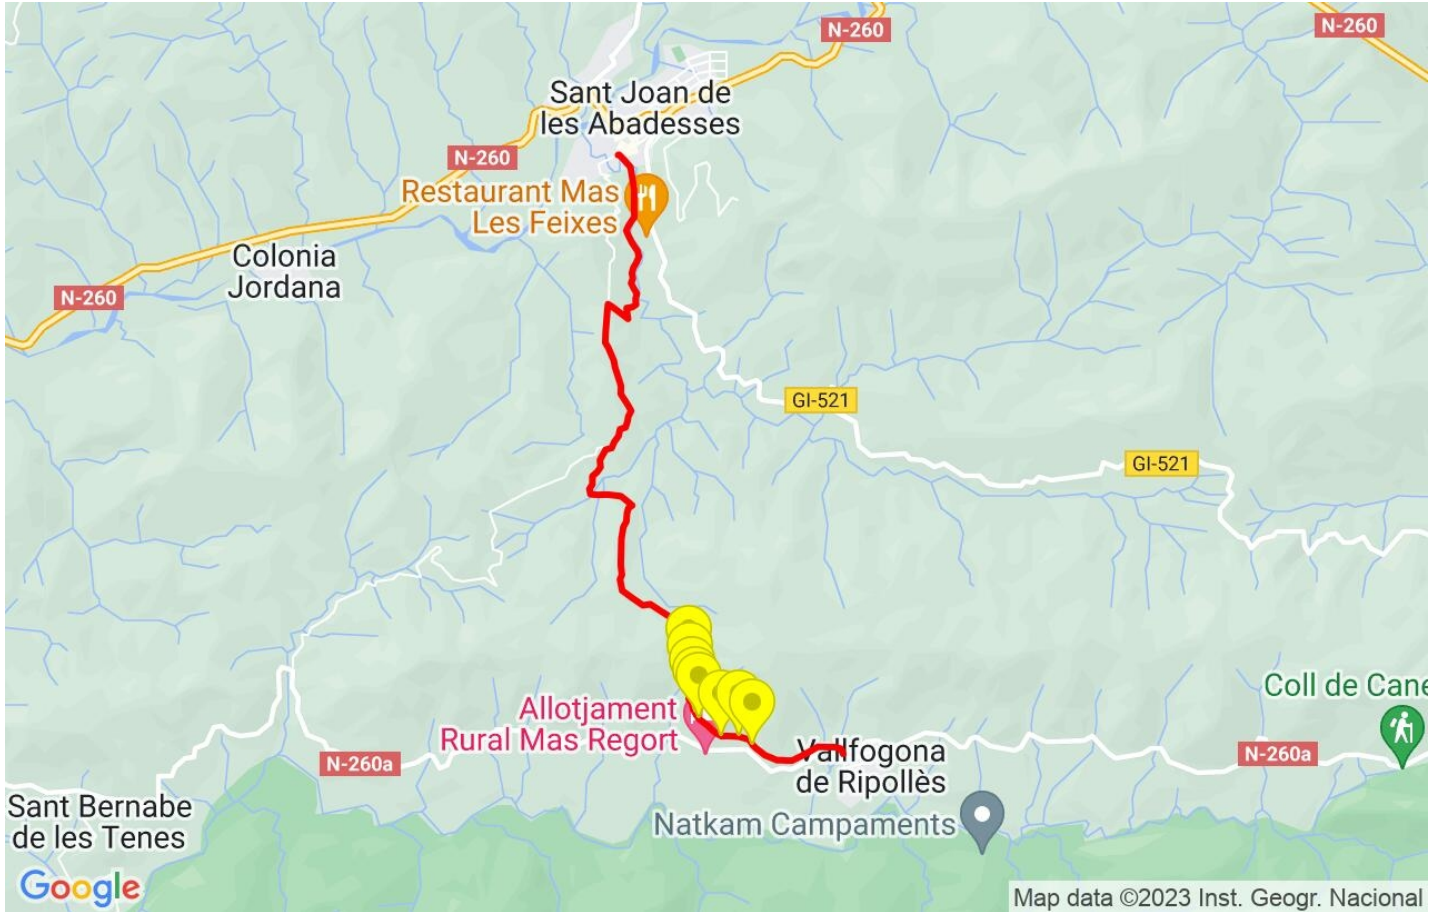 N-260
N-260
Sant Joan de
les Abadesses
N-260
Restaurant Mas
Les Feixes
Colonia
Jordana
N-260
GI-521
GI-521
Allotjament
Rural Mas Regort
Coll de Cane
Vallfogona
de Ripollès
N-260a
N-260a
Sant Bernabe
de les Tenes
Natkam Campaments
Google
Map data ©2023 Inst. Geogr. Nacional